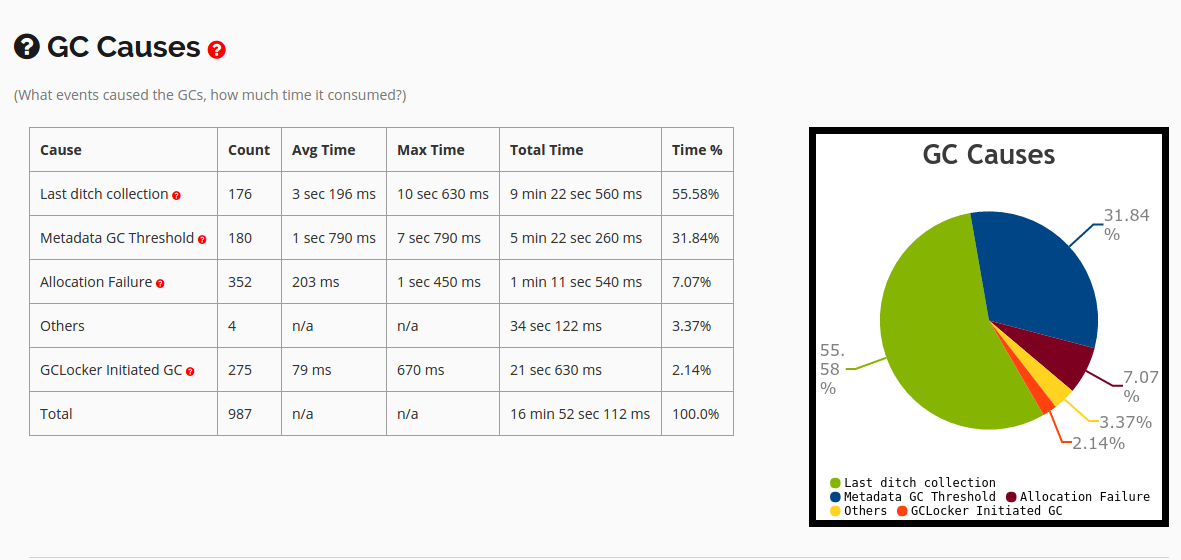 GC Causes
(What events caused the GCs, how much time it consumed?)
Cause Count Avg Time Max Time Total Time Time %
Last ditch collection 176 3 sec 196 ms 10 sec 630 ms 9 min 22 sec 560 ms 55.58%
Metadata GC Threshold 180 1 sec 790 ms 7 sec 790 ms 5 min 22 sec 260 ms 31.84%
Allocation Failure 352 203 ms 1 sec 450 ms 1 min 11 sec 540 ms 7.07%
Others 4 n/a n/a 34 sec 122 ms 3.37%
GCLocker Initiated GC 275 79 ms 670 ms 21 sec 630 ms 2.14%
Total 987 n/a n/a 16 min 52 sec 112 ms 100.0%
GC Causes
31.84
%
55.
58
%
7.07
%
3.37%
2.14%
Last ditch collection
Metadata GC Threshold Allocation Failure
Others GCLocker Initiated GC